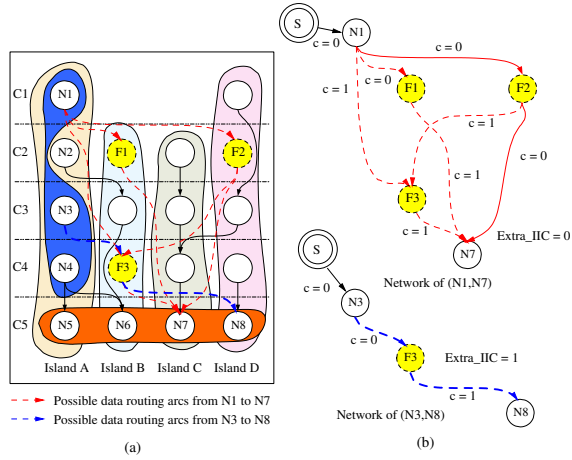 C1
N1
C2
N2
F1
F2
C3
N3
C4
N4
F3
C5
N5
N6
N7
N8
Island A
Island B
Island C
Island D
Possible data routing arcs from N1 to N7
Possible data routing arcs from N3 to N8
(a)
S
c = 0
N1
c = 0
c = 0
c = 1
F1
F2
c = 1
c = 0
F3
c = 1
c = 1
N7
Extra_IIC = 0
Network of (N1,N7)
S
c = 0
N3
c = 0
F3
Extra_IIC = 1
c = 1
N8
Network of (N3,N8)
(b)